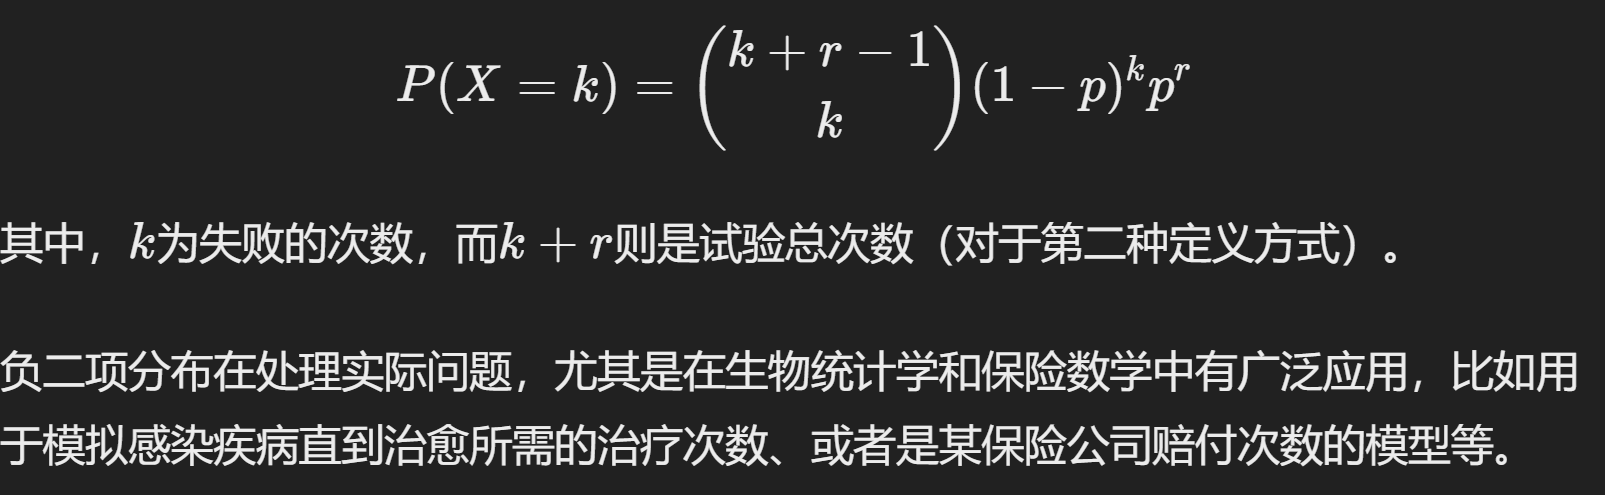 P(X = k) = \binom{k + r − 1}{k}(1 − p)^k p^r
其中，k为失败的次数，而k + r则是试验总次数（对于第二种定义方式）。
负二项分布在处理实际问题，尤其是在生物统计学和保险数学中有广泛应用，比如用
于模拟感染疾病直到治愈所需的治疗次数、或者是某保险公司赔付次数的模型等。